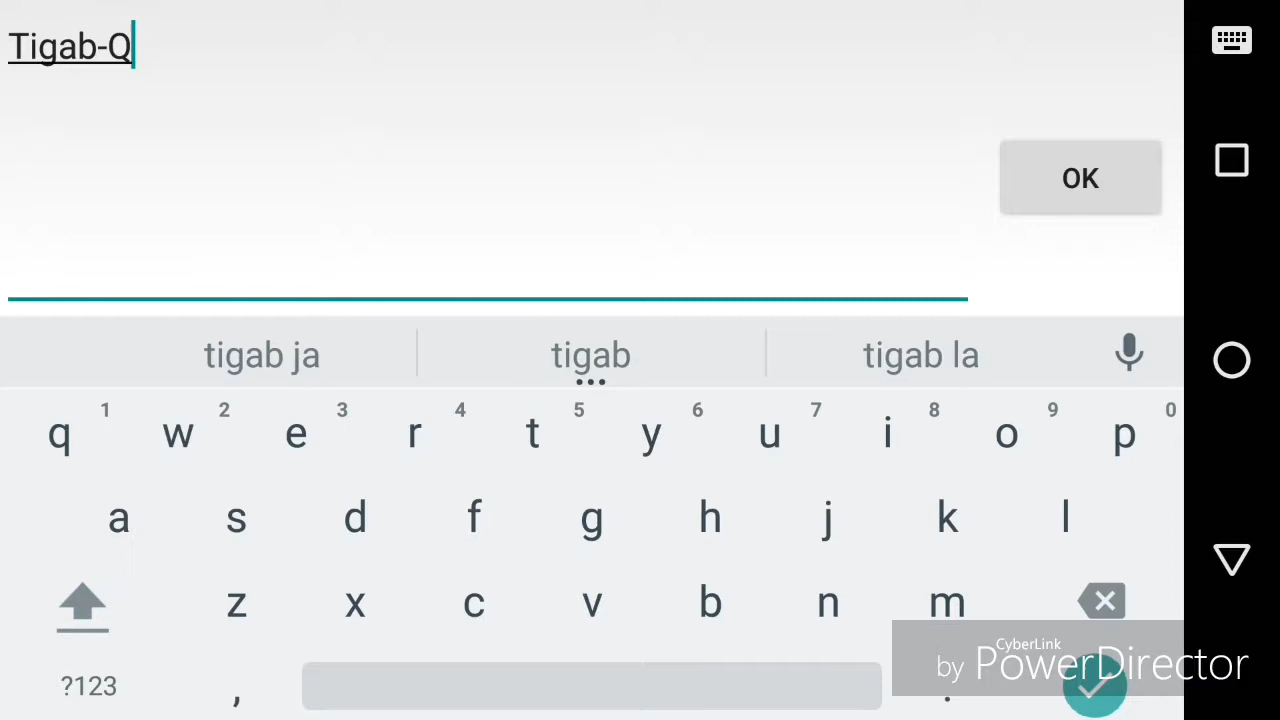 Tigab-Q
OK
tigab ja tigab tigab la
1 2 3 4 5 6 7 8 9 0
q w e r t y u i o p
a s d f g h j k l
z x c v b n m
?123 , .
CyberLink
by PowerDirector